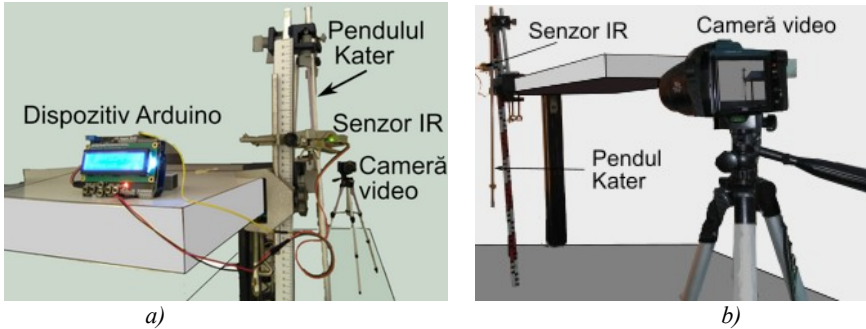 Pendulul
Kater
Dispozitiv Arduino
Senzor IR
Cameră
video
a)
Senzor IR
Cameră video
Pendul
Kater
b)